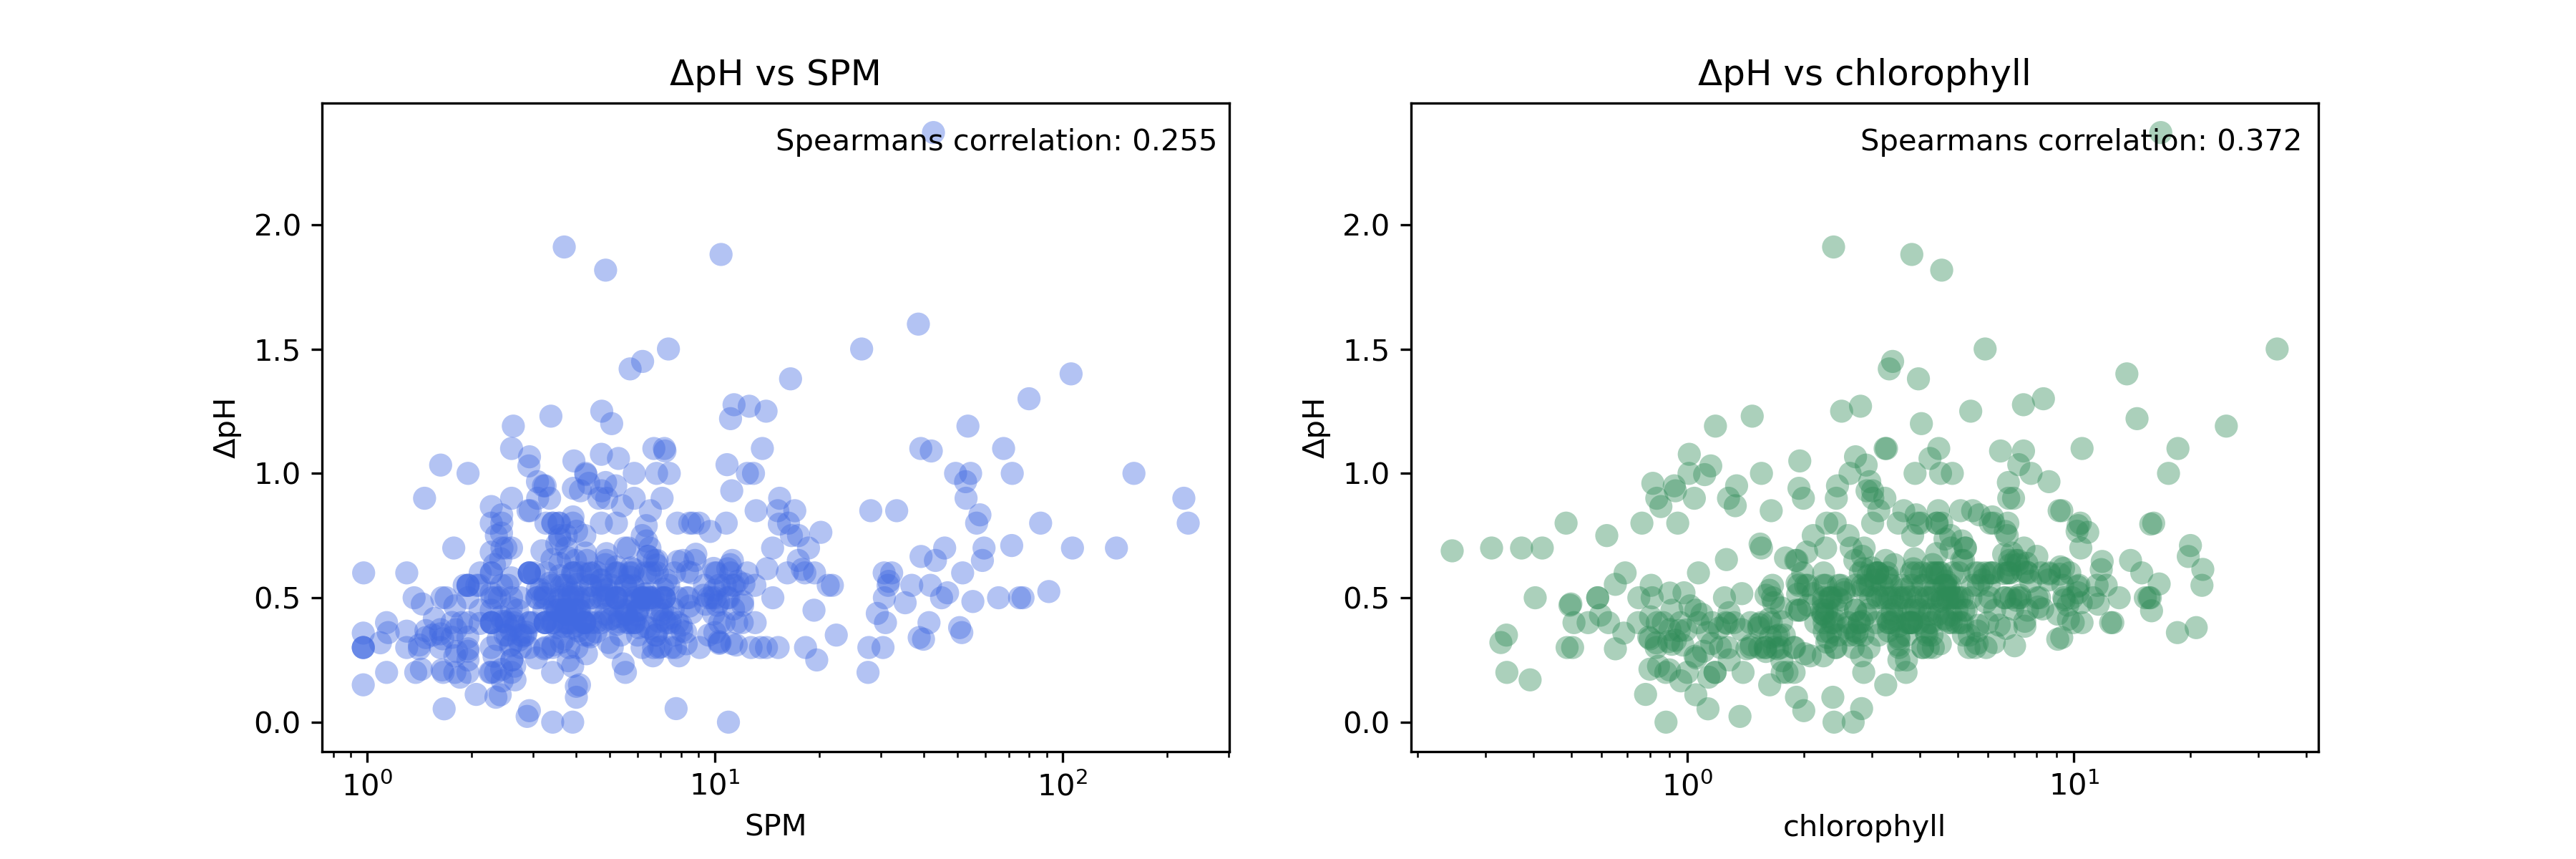 ΔpH vs SPM
Spearmans correlation: 0.255
2.0
1.5
1.0
0.5
0.0
ΔpH
10⁰
10¹
10²
SPM
ΔpH vs chlorophyll
Spearmans correlation: 0.372
2.0
1.5
1.0
0.5
0.0
ΔpH
10⁰
10¹
chlorophyll